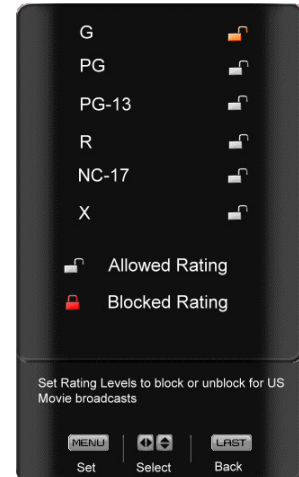 G
PG
PG-13
R
NC-17
X
Allowed Rating
Blocked Rating
Set Rating Levels to block or unblock for US
Movie broadcasts
MENU LAST
Set Select Back